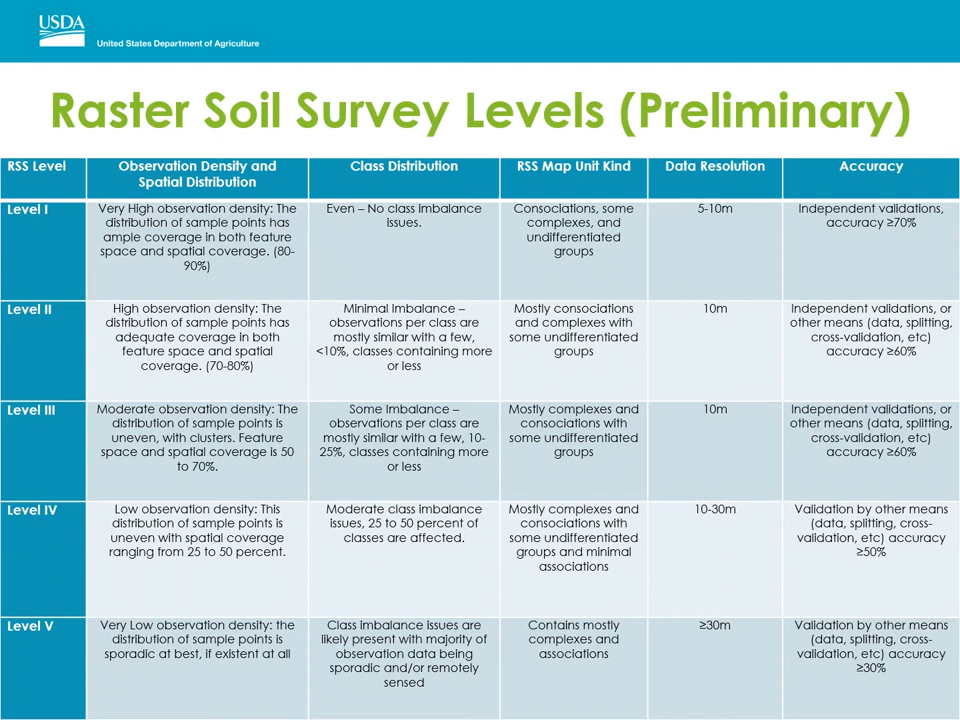 USDA
United States Department of Agriculture
Raster Soil Survey Levels (Preliminary)
RSS Level
Observation Density and
Spatial Distribution
Class Distribution
RSS Map Unit Kind
Data Resolution
Accuracy
Level I
Very High observation density: The
distribution of sample points has
ample coverage in both feature
space and spatial coverage. (80-
90%)
Even – No class imbalance
issues.
Consociations, some
complexes, and
undifferentiated
groups
5-10m
Independent validations,
accuracy ≥70%
Level II
High observation density: The
distribution of sample points has
adequate coverage in both
feature space and spatial
coverage. (70-80%)
Minimal Imbalance –
observations per class are
mostly similar with a few,
<10%, classes containing more
or less
Mostly consociations
and complexes with
some undifferentiated
groups
10m
Independent validations, or
other means (data, splitting,
cross-validation, etc)
accuracy ≥60%
Level III
Moderate observation density: The
distribution of sample points is
uneven, with clusters. Feature
space and spatial coverage is 50
to 70%.
Some Imbalance –
observations per class are
mostly similar with a few, 10-
25%, classes containing more
or less
Mostly complexes and
consociations with
some undifferentiated
groups
10m
Independent validations, or
other means (data, splitting,
cross-validation, etc)
accuracy ≥60%
Level IV
Low observation density: This
distribution of sample points is
uneven with spatial coverage
ranging from 25 to 50 percent.
Moderate class imbalance
issues, 25 to 50 percent of
classes are affected.
Mostly complexes and
consociations with
some undifferentiated
groups and minimal
associations
10-30m
Validation by other means
(data, splitting, cross-
validation, etc) accuracy
≥50%
Level V
Very Low observation density: the
distribution of sample points is
sporadic at best, if existent at all
Class imbalance issues are
likely present with majority of
observation data being
sporadic and/or remotely
sensed
Contains mostly
complexes and
associations
≥30m
Validation by other means
(data, splitting, cross-
validation, etc) accuracy
≥30%